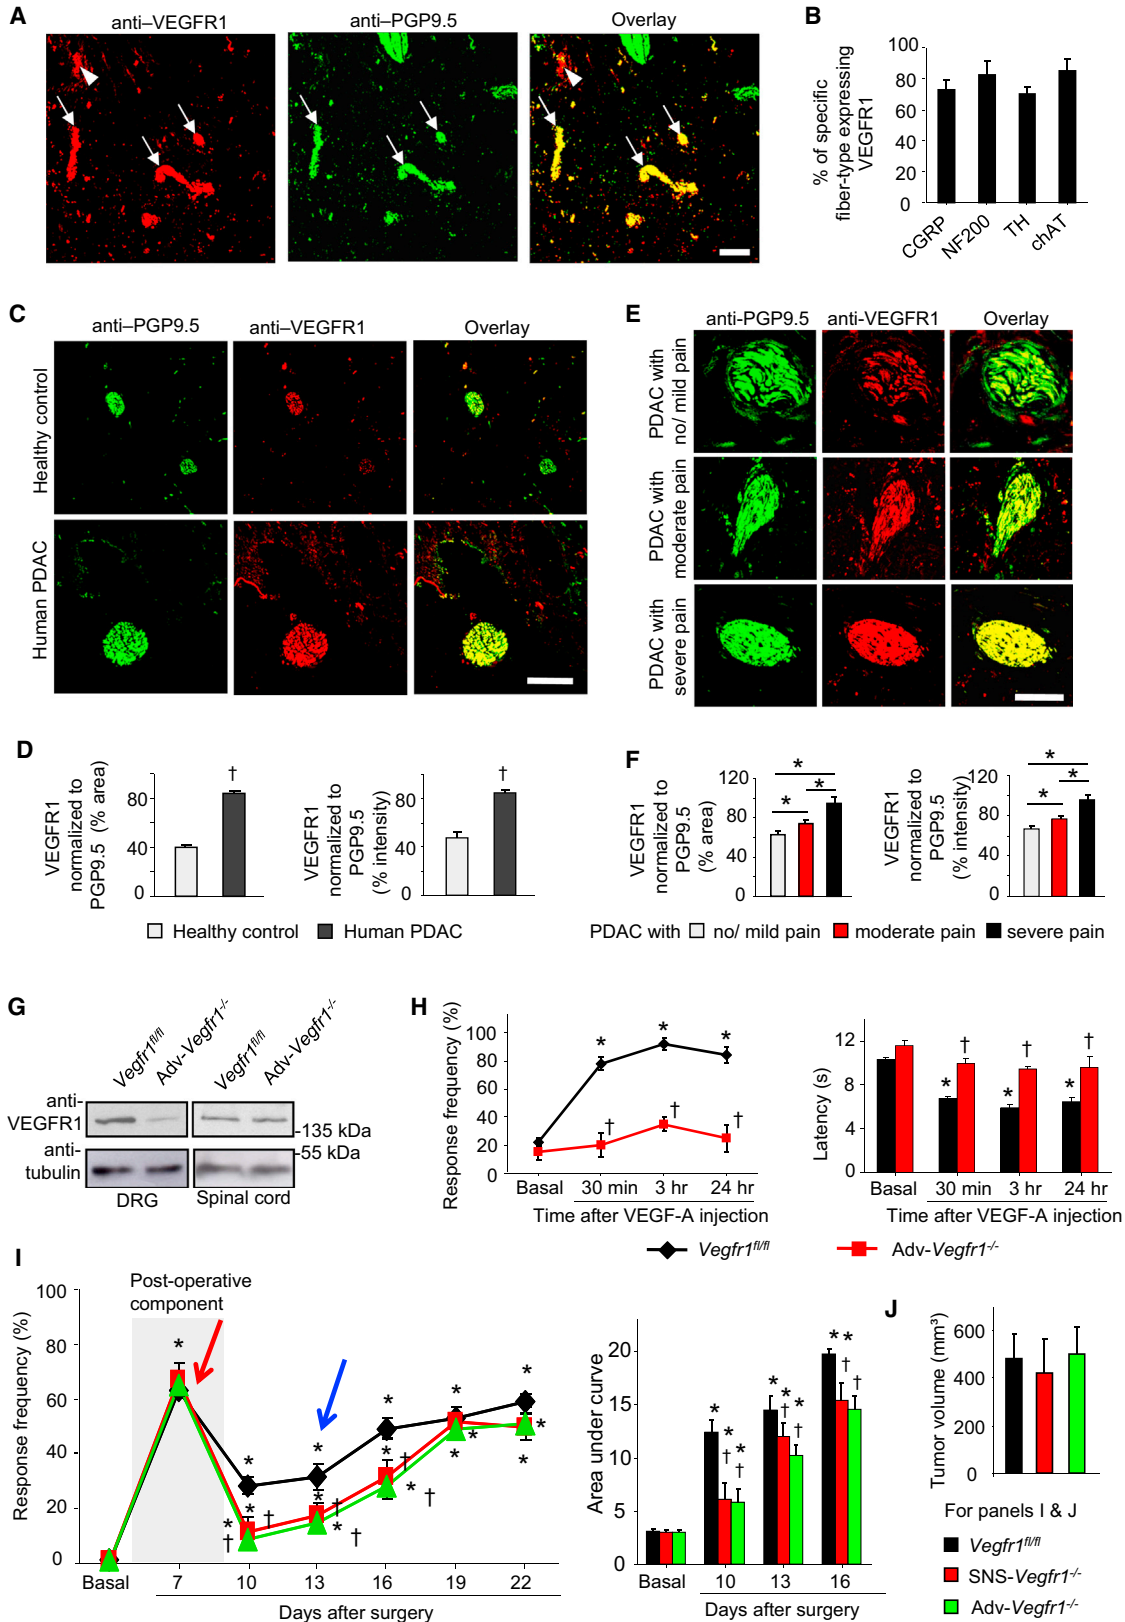 A
anti–VEGFR1
anti–PGP9.5
Overlay
B
% of specific
fiber-type expressing
VEGFR1
100
80
60
40
20
0
CGRP
NF200
TH
chAT
C
anti–PGP9.5
anti–VEGFR1
Overlay
Healthy control
Human PDAC
E
anti-PGP9.5
anti-VEGFR1
Overlay
PDAC with
no/ mild pain
PDAC with
moderate pain
PDAC with
severe pain
D
VEGFR1
normalized to
PGP9.5 (% area)
80
40
0
†
VEGFR1
normalized to
PGP9.5
(% intensity)
80
40
0
†
Healthy control
Human PDAC
F
VEGFR1
normalized to
PGP9.5
(% area)
120
80
40
0
* * *
VEGFR1
normalized to
PGP9.5
(% intensity)
100
60
20
0
* * *
PDAC with
no/ mild pain
moderate pain
severe pain
G
Vegfr1fl/fl
Adv-Vegfr1-/-
Vegfr1fl/fl
Adv-Vegfr1-/-
anti-
VEGFR1
-135 kDa
anti-
tubulin
-55 kDa
DRG
Spinal cord
H
Response frequency (%)
100
80
60
40
20
0
* * *
† † †
Basal
30 min
3 hr
24 hr
Time after VEGF-A injection
Latency (s)
12
9
6
3
0
† † †
* * *
Basal
30 min
3 hr
24 hr
Time after VEGF-A injection
Vegfr1fl/fl
Adv-Vegfr1-/-
I
Post-operative
component
Response frequency (%)
100
80
60
40
20
0
Basal
7
10
13
16
19
22
Days after surgery
Area under curve
20
15
10
5
0
Basal
10
13
16
Days after surgery
J
Tumor volume (mm³)
600
400
200
0
For panels I & J
Vegfr1fl/fl
SNS-Vegfr1-/-
Adv-Vegfr1-/-